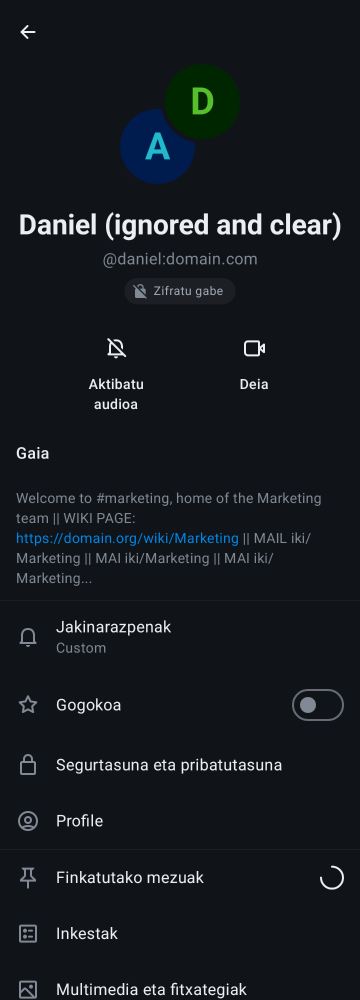 D
A
Daniel (ignored and clear)
@daniel:domain.com
Zifratu gabe
Aktibatu
audioa
Deia
Gaia
Welcome to #marketing, home of the Marketing
team || WIKI PAGE:
https://domain.org/wiki/Marketing || MAIL iki/
Marketing || MAI iki/Marketing || MAI iki/
Marketing...
Jakinarazpenak
Custom
Gogokoa
Segurtasuna eta pribatutasuna
Profile
Finkatutako mezuak
Inkestak
Multimedia eta fitxategiak